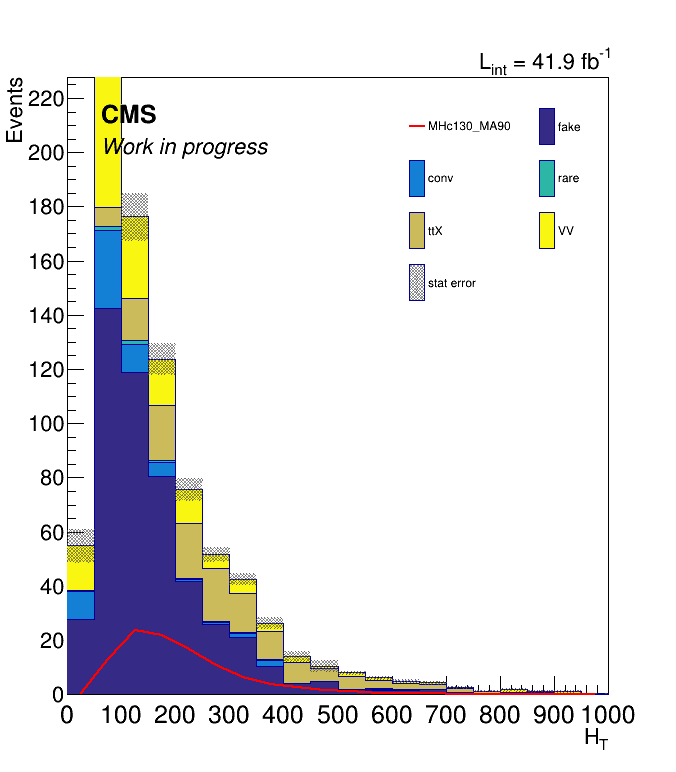 L_int = 41.9 fb^-1
Events
CMS
Work in progress
MHc130_MA90
fake
conv
rare
ttX
VV
stat error
220
200
180
160
140
120
100
80
60
40
20
0
0 100 200 300 400 500 600 700 800 900 1000
H_T